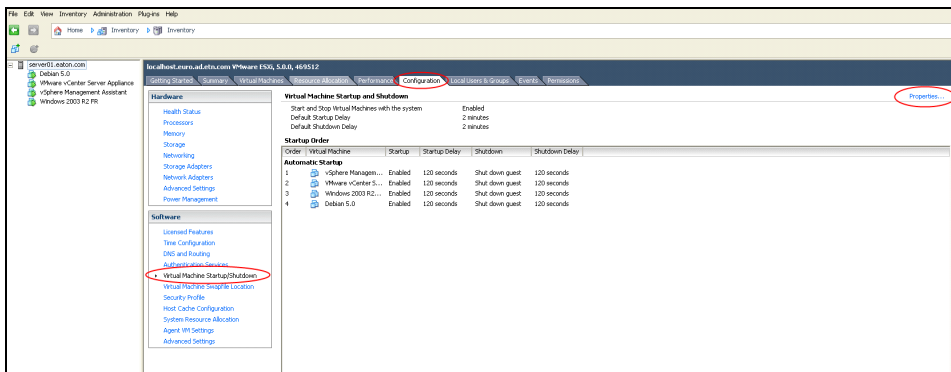 File Edit View Inventory Administration Plug-ins Help
Home Inventory Inventory
server01.eaton.com
Debian 5.0
VMware vCenter Server Appliance
vSphere Management Assistant
Windows 2003 R2 FR
localhost.euro.ad.etn.com VMware ESXi, 5.0.0, 469512
Getting Started Summary Virtual Machines Resource Allocation Performance Configuration Local Users & Groups Events Permissions
Hardware
Health Status
Processors
Memory
Storage
Networking
Storage Adapters
Network Adapters
Advanced Settings
Power Management
Software
Licensed Features
Time Configuration
DNS and Routing
Authentication Services
Virtual Machine Startup/Shutdown
Virtual Machine Swapfile Location
Security Profile
Host Cache Configuration
System Resource Allocation
Agent VM Settings
Advanced Settings
Virtual Machine Startup and Shutdown Properties...
Start and Stop Virtual Machines with the system Enabled
Default Startup Delay 2 minutes
Default Shutdown Delay 2 minutes
Startup Order
Order Virtual Machine Startup Startup Delay Shutdown Shutdown Delay
Automatic Startup
1 vSphere Managem... Enabled 120 seconds Shut down guest 120 seconds
2 VMware vCenter S... Enabled 120 seconds Shut down guest 120 seconds
3 Windows 2003 R2... Enabled 120 seconds Shut down guest 120 seconds
4 Debian 5.0 Enabled 120 seconds Shut down guest 120 seconds